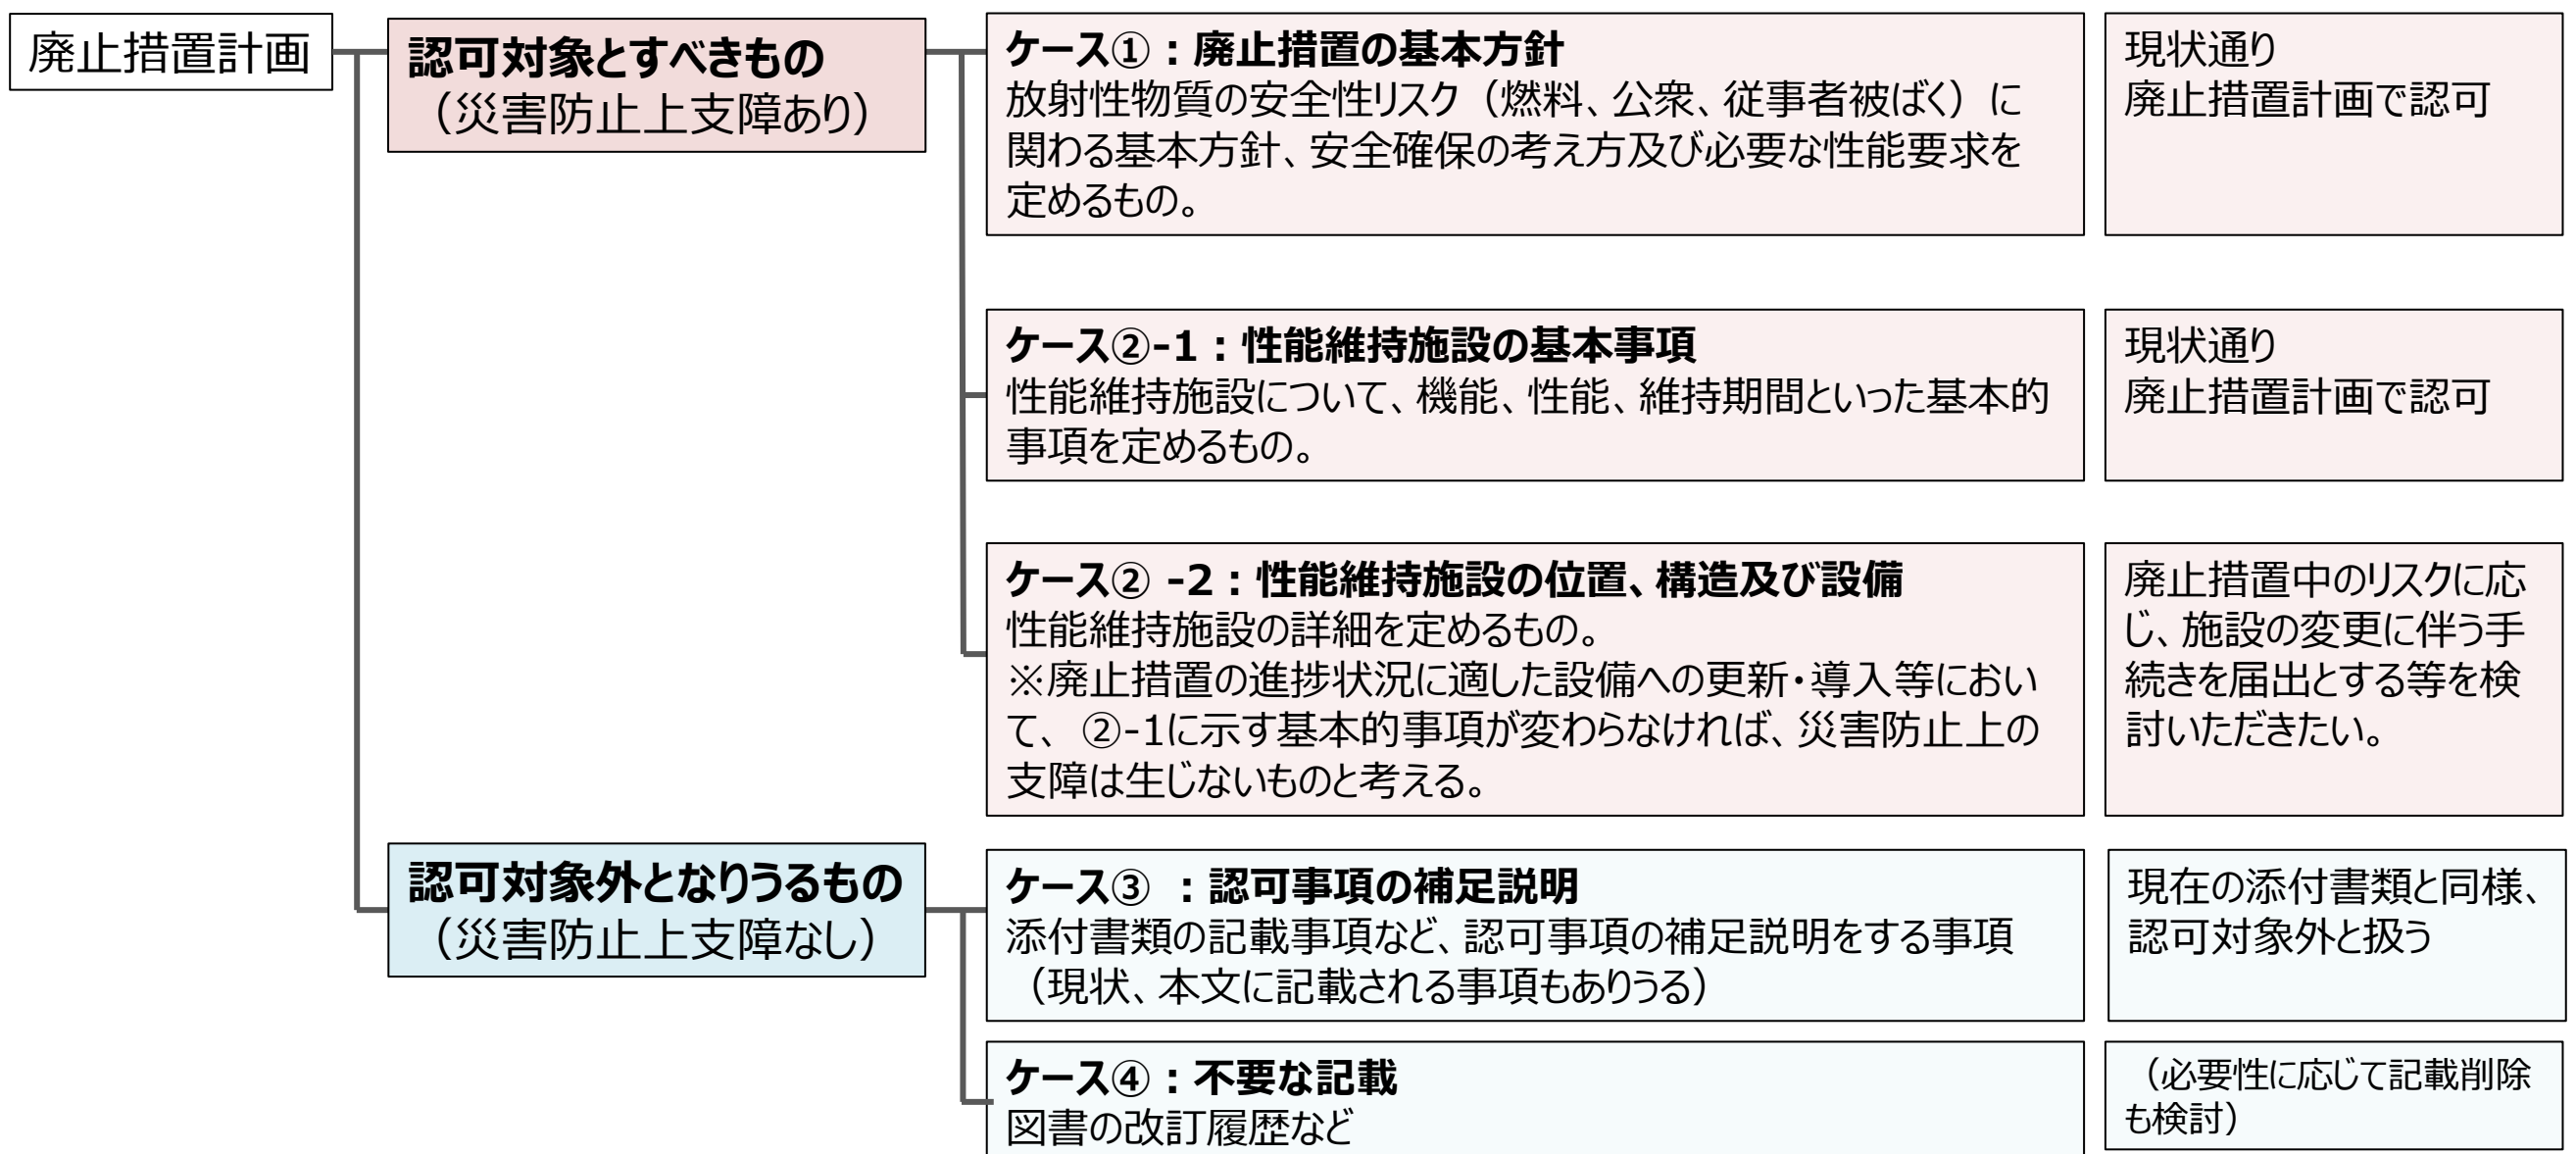 廃止措置計画
認可対象とすべきもの
（災害防止上支障あり）
ケース①：廃止措置の基本方針
放射性物質の安全性リスク（燃料、公衆、従事者被ばく）に
関わる基本方針、安全確保の考え方及び必要な性能要求を
定めるもの。
現状通り
廃止措置計画で認可
ケース②-1：性能維持施設の基本事項
性能維持施設について、機能、性能、維持期間といった基本的
事項を定めるもの。
現状通り
廃止措置計画で認可
ケース② -2：性能維持施設の位置、構造及び設備
性能維持施設の詳細を定めるもの。
※廃止措置の進捗状況に適した設備への更新・導入等におい
て、 ②-1に示す基本的事項が変わらなければ、災害防止上の
支障は生じないものと考える。
廃止措置中のリスクに応
じ、施設の変更に伴う手
続きを届出とする等を検
討いただきたい。
認可対象外となりうるもの
（災害防止上支障なし）
ケース③ ：認可事項の補足説明
添付書類の記載事項など、認可事項の補足説明をする事項
（現状、本文に記載される事項もありうる）
現在の添付書類と同様、
認可対象外と扱う
ケース④：不要な記載
図書の改訂履歴など
（必要性に応じて記載削除
も検討）